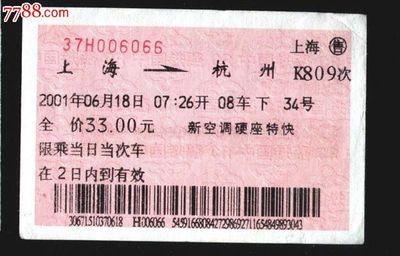 7788.com
37H006066
上海 售
上海 → 杭州 K809次
2001年06月18日 07:26开 08车下 34号
全 价33.00元 新空调硬座特快
限乘当日当次车
在2日内到有效
30671510370618 H006066 5459166808427298692711654849893043